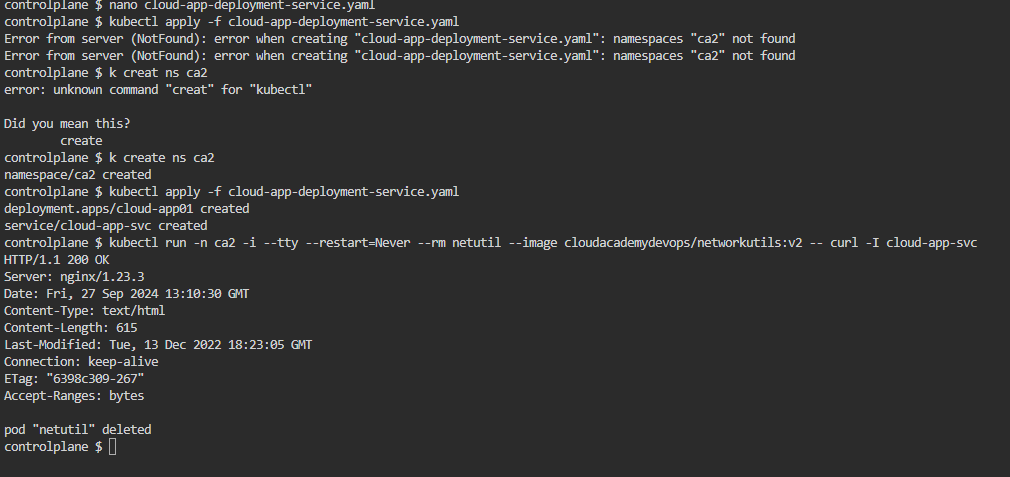 controlplane $ nano cloud-app-deployment-service.yaml
controlplane $ kubectl apply -f cloud-app-deployment-service.yaml
Error from server (NotFound): error when creating "cloud-app-deployment-service.yaml": namespaces "ca2" not found
Error from server (NotFound): error when creating "cloud-app-deployment-service.yaml": namespaces "ca2" not found
controlplane $ k creat ns ca2
error: unknown command "creat" for "kubectl"

Did you mean this?
        create
controlplane $ k create ns ca2
namespace/ca2 created
controlplane $ kubectl apply -f cloud-app-deployment-service.yaml
deployment.apps/cloud-app01 created
service/cloud-app-svc created
controlplane $ kubectl run -n ca2 -i --tty --restart=Never --rm netutil --image cloudacademydevops/networkutils:v2 -- curl -I cloud-app-svc
HTTP/1.1 200 OK
Server: nginx/1.23.3
Date: Fri, 27 Sep 2024 13:10:30 GMT
Content-Type: text/html
Content-Length: 615
Last-Modified: Tue, 13 Dec 2022 18:23:05 GMT
Connection: keep-alive
ETag: "6398c309-267"
Accept-Ranges: bytes

pod "netutil" deleted
controlplane $